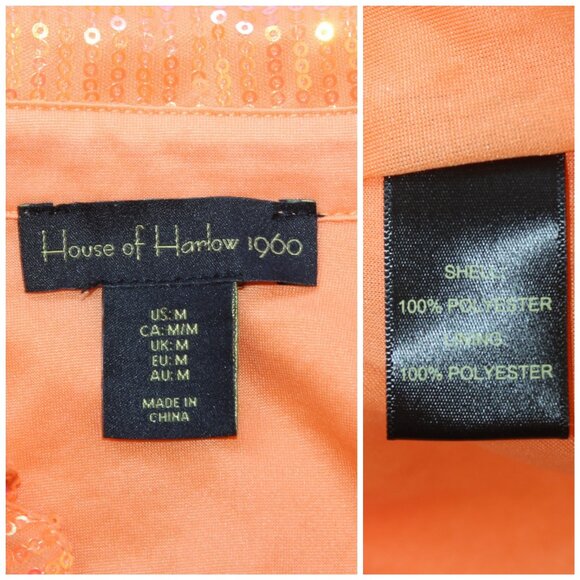 House of Harlow 1960
US: M
CA: M/M
UK: M
EU: M
AU: M
MADE IN
CHINA
SHELL:
100% POLYESTER
LINING:
100% POLYESTER